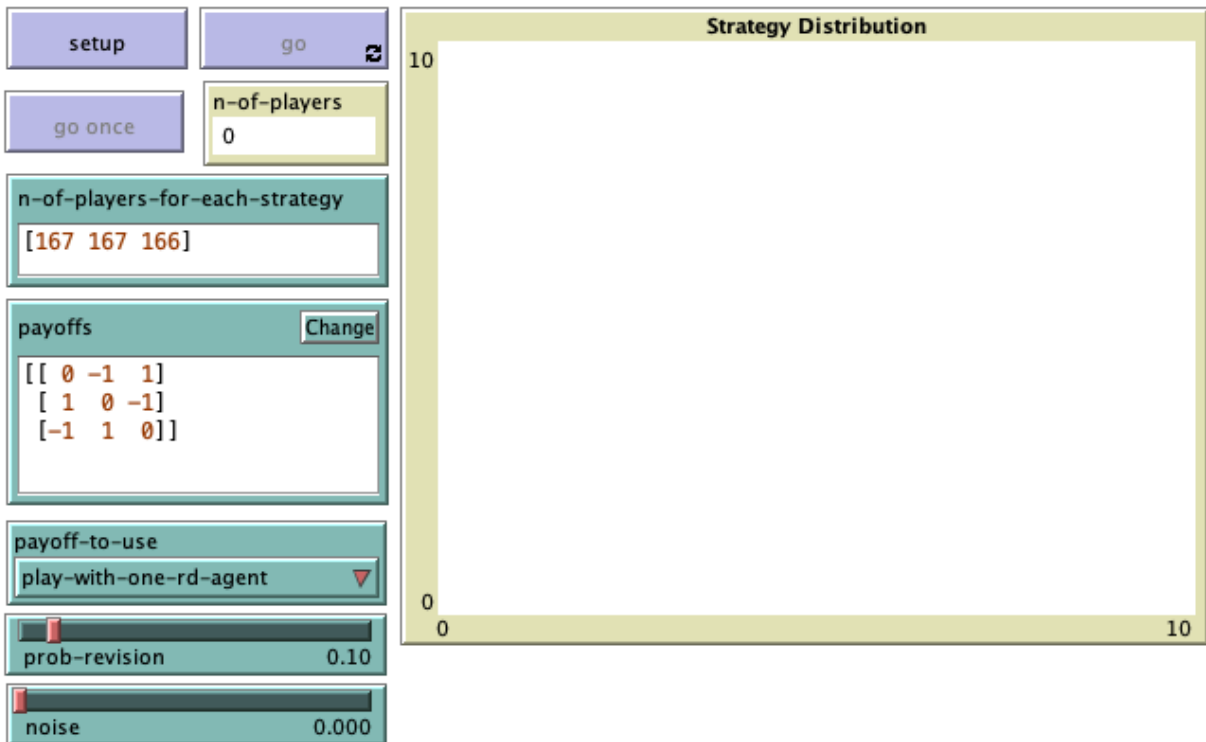 setup
go
go once
n-of-players
0
n-of-players-for-each-strategy
[167 167 166]
payoffs
Change
[[ 0 -1 1]
[ 1 0 -1]
[-1 1 0]]
payoff-to-use
play-with-one-rd-agent
prob-revision 0.10
noise 0.000
Strategy Distribution
10
0
0 10